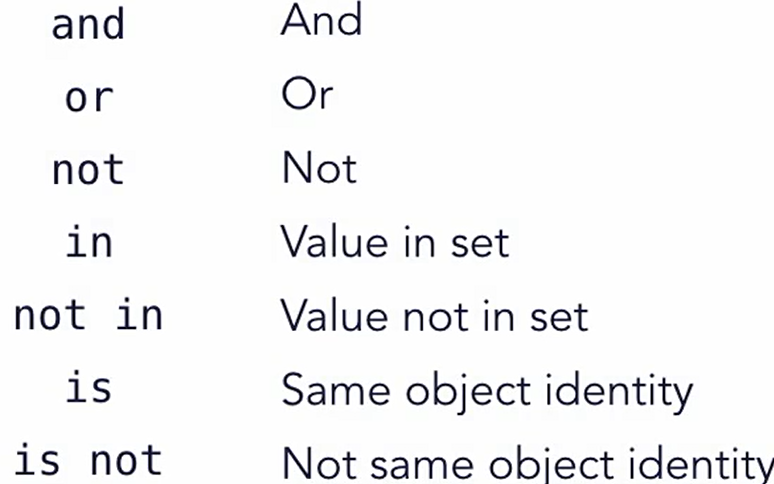 and And
or Or
not Not
in Value in set
not in Value not in set
is Same object identity
is not Not same object identity